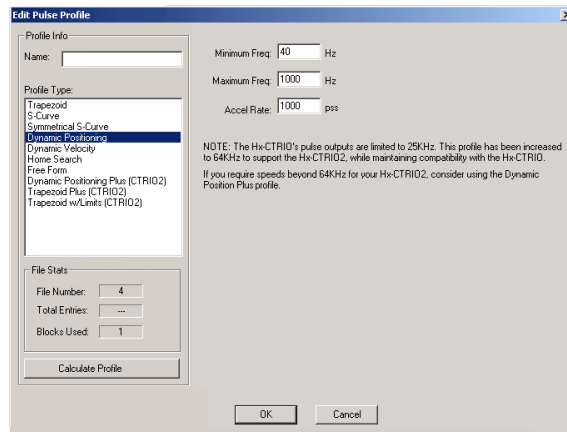 Edit Pulse Profile
Profile Info
Name:
Profile Type:
Trapezoid
S-Curve
Symmetrical S-Curve
Dynamic Positioning
Dynamic Velocity
Home Search
Free Form
Dynamic Positioning Plus (CTRIO2)
Trapezoid Plus (CTRIO2)
Trapezoid w/Limits (CTRIO2)
File Stats
File Number: 4
Total Entries: ---
Blocks Used: 1
Calculate Profile
Minimum Freq: 40 Hz
Maximum Freq: 1000 Hz
Accel Rate: 1000 pss
NOTE: The Hx-CTRIO's pulse outputs are limited to 25KHz. This profile has been increased
to 64KHz to support the Hx-CTRIO2, while maintaining compatibility with the Hx-CTRIO.
If you require speeds beyond 64KHz for your Hx-CTRIO2, consider using the Dynamic
Position Plus profile.
OK Cancel